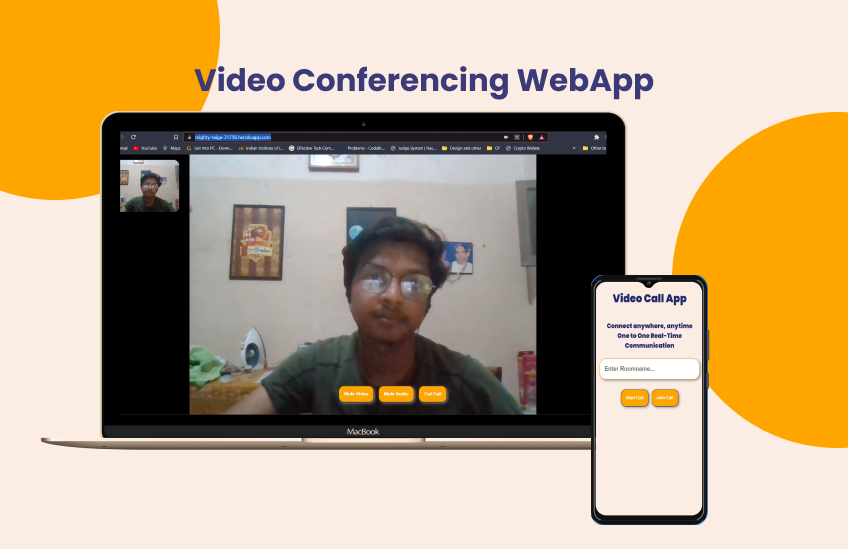 Video Conferencing WebApp
mighty-taiga-31756.herokuapp.com
mail YouTube Maps Get Into PC - Down... Indian Institute of I... Effective Tech Com... Problems - Codeth... Judge System | Has... Design and other CP Crypto Wallets » Other b
Mute Video Mute Audio Cut Call
MacBook
Video Call App
Connect anywhere, anytime
One to One Real-Time
Communication
Enter Roomname...
Start Call Join Call